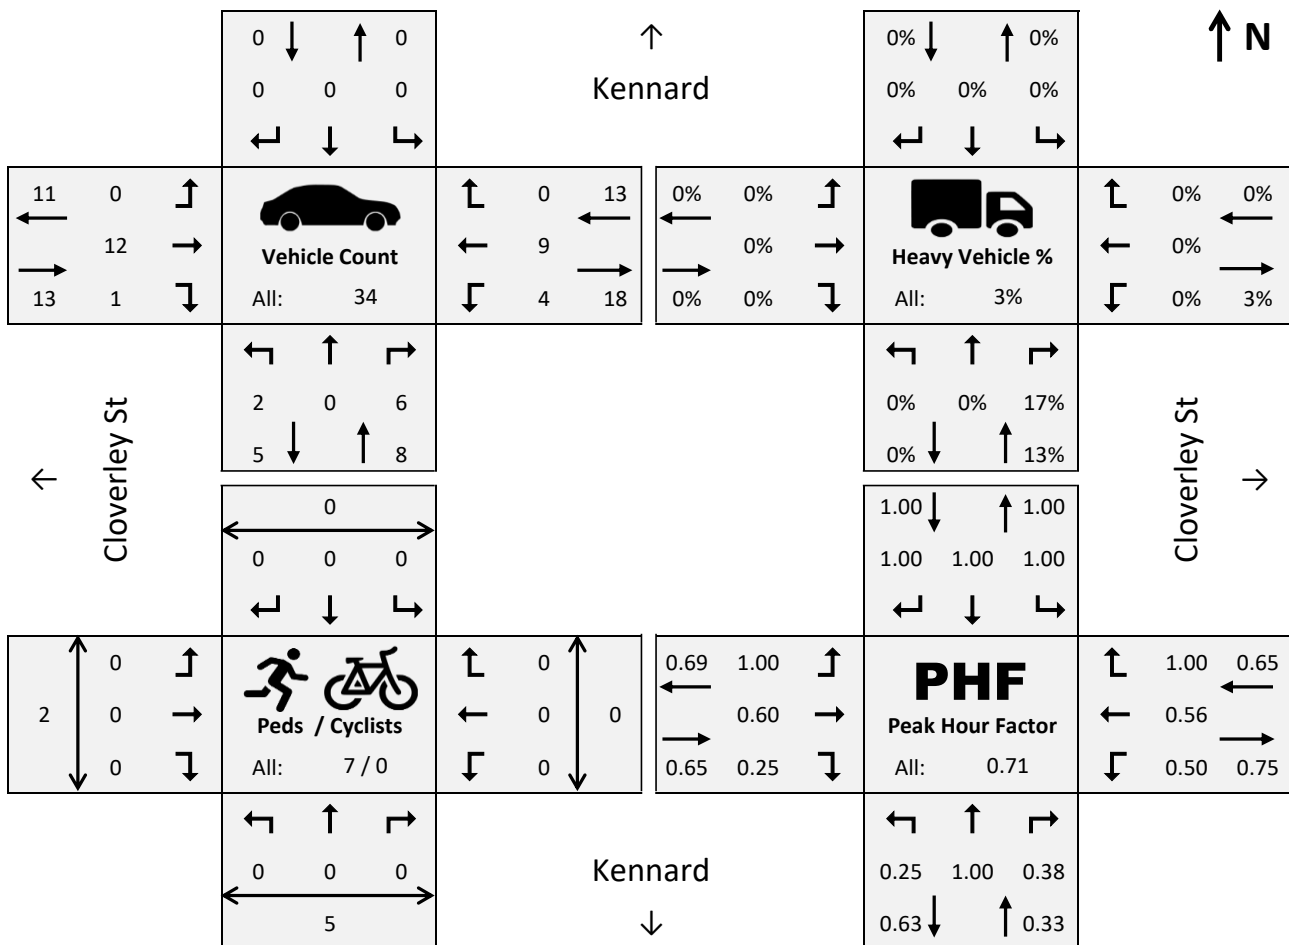 0 0 ↑ 0% 0% N
0 0 0 Kennard 0% 0% 0%
11 0 0 13 0% 0% 0% 0%
12 9 0% 0%
Vehicle Count Heavy Vehicle %
13 1 All: 34 4 18 0% 0% All: 3% 0% 3%
2 0 6 0% 0% 17%
5 8 0% 13%
← Cloverley St Cloverley St →
0 1.00 1.00
0 0 0 1.00 1.00 1.00
0 0 0.69 1.00 PHF 1.00 0.65
2 0 0 0 0.60 0.56
Peds / Cyclists Peak Hour Factor
0 All: 7 / 0 0 0.65 0.25 All: 0.71 0.50 0.75
0 0 0 Kennard 0.25 1.00 0.38
5 ↓ 0.63 0.33